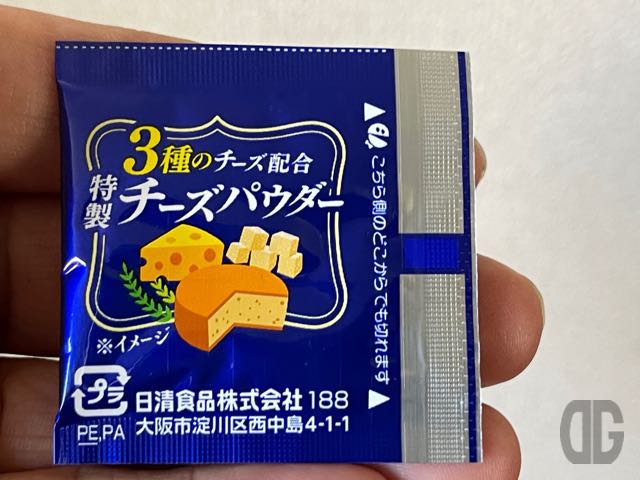 3種のチーズ配合
特製
チーズパウダー
※イメージ
プラ
PE,PA
日清食品株式会社 188
大阪市淀川区西中島4-1-1
こちら側のどこからでも切れます
DG